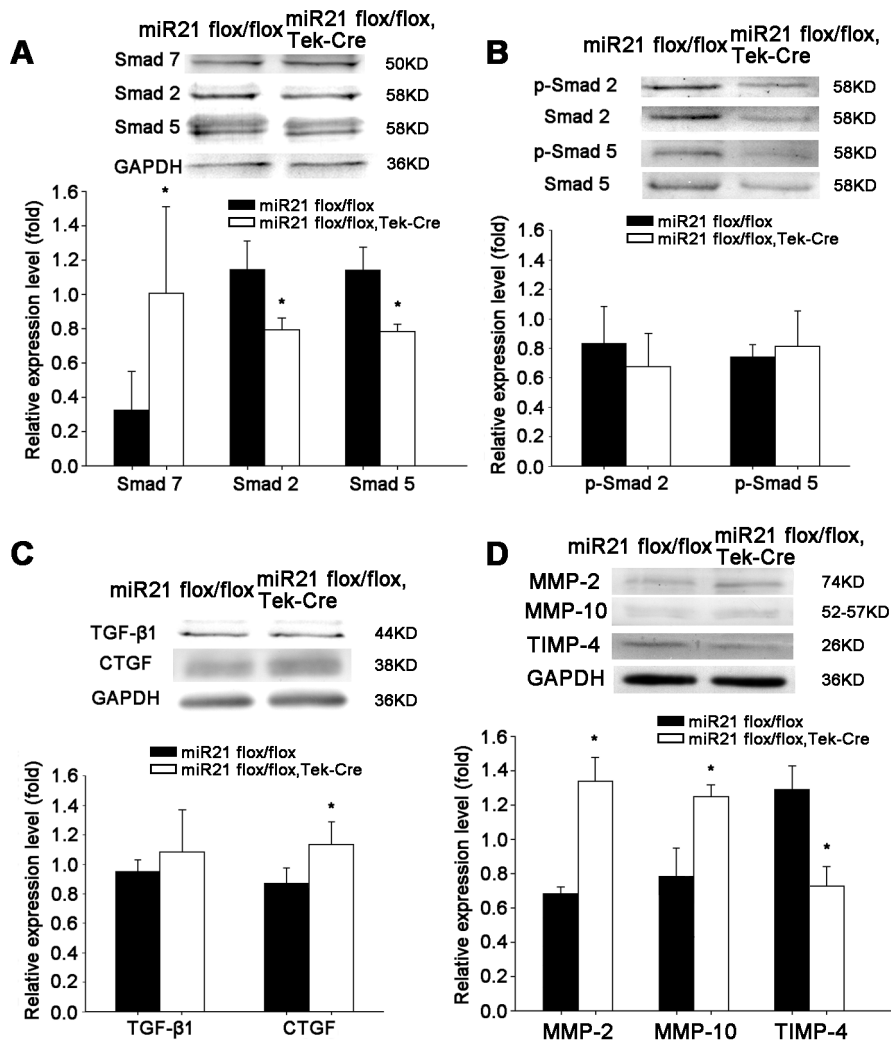 A
miR21 flox/flox
miR21 flox/flox,
Tek-Cre
Smad 7
50KD
Smad 2
58KD
Smad 5
58KD
GAPDH
36KD
Relative expression level (fold)
1.6
1.4
1.2
1.0
0.8
0.6
0.4
0.2
0.0
miR21 flox/flox
miR21 flox/flox,Tek-Cre
*
*
*
Smad 7
Smad 2
Smad 5
B
miR21 flox/flox
miR21 flox/flox,
Tek-Cre
p-Smad 2
58KD
Smad 2
58KD
p-Smad 5
58KD
Smad 5
58KD
miR21 flox/flox
miR21 flox/flox,Tek-Cre
Relative expression level (fold)
1.6
1.4
1.2
1.0
0.8
0.6
0.4
0.2
0.0
p-Smad 2
p-Smad 5
C
miR21 flox/flox
miR21 flox/flox,
Tek-Cre
TGF-β1
44KD
CTGF
38KD
GAPDH
36KD
miR21 flox/flox
miR21 flox/flox,Tek-Cre
Relative expression level (fold)
1.6
1.4
1.2
1.0
0.8
0.6
0.4
0.2
0.0
*
TGF-β1
CTGF
D
miR21 flox/flox
miR21 flox/flox,
Tek-Cre
MMP-2
74KD
MMP-10
52-57KD
TIMP-4
26KD
GAPDH
36KD
miR21 flox/flox
miR21 flox/flox,Tek-Cre
Relative expression level (fold)
1.6
1.4
1.2
1.0
0.8
0.6
0.4
0.2
0.0
*
*
*
MMP-2
MMP-10
TIMP-4